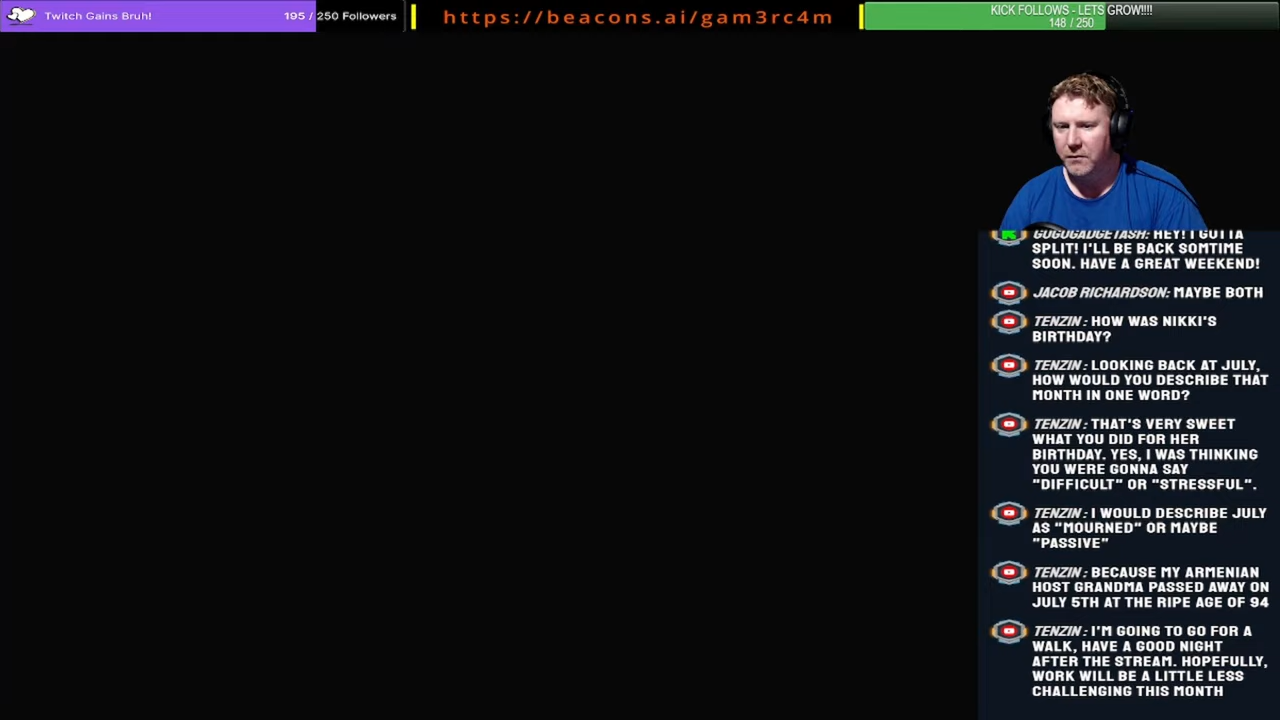 Twitch Gains Bruh! 195 / 250 Followers
https://beacons.ai/gam3rc4m
KICK FOLLOWS - LETS GROW!!!!
148 / 250
GUGUGADGETASH: HEY! I GOTTA
SPLIT! I'LL BE BACK SOMTIME
SOON. HAVE A GREAT WEEKEND!
JACOB RICHARDSON: MAYBE BOTH
TENZIN : HOW WAS NIKKI'S
BIRTHDAY?
TENZIN : LOOKING BACK AT JULY,
HOW WOULD YOU DESCRIBE THAT
MONTH IN ONE WORD?
TENZIN : THAT'S VERY SWEET
WHAT YOU DID FOR HER
BIRTHDAY. YES, I WAS THINKING
YOU WERE GONNA SAY
"DIFFICULT" OR "STRESSFUL".
TENZIN : I WOULD DESCRIBE JULY
AS "MOURNED" OR MAYBE
"PASSIVE"
TENZIN : BECAUSE MY ARMENIAN
HOST GRANDMA PASSED AWAY ON
JULY 5TH AT THE RIPE AGE OF 94
TENZIN : I'M GOING TO GO FOR A
WALK, HAVE A GOOD NIGHT
AFTER THE STREAM. HOPEFULLY,
WORK WILL BE A LITTLE LESS
CHALLENGING THIS MONTH